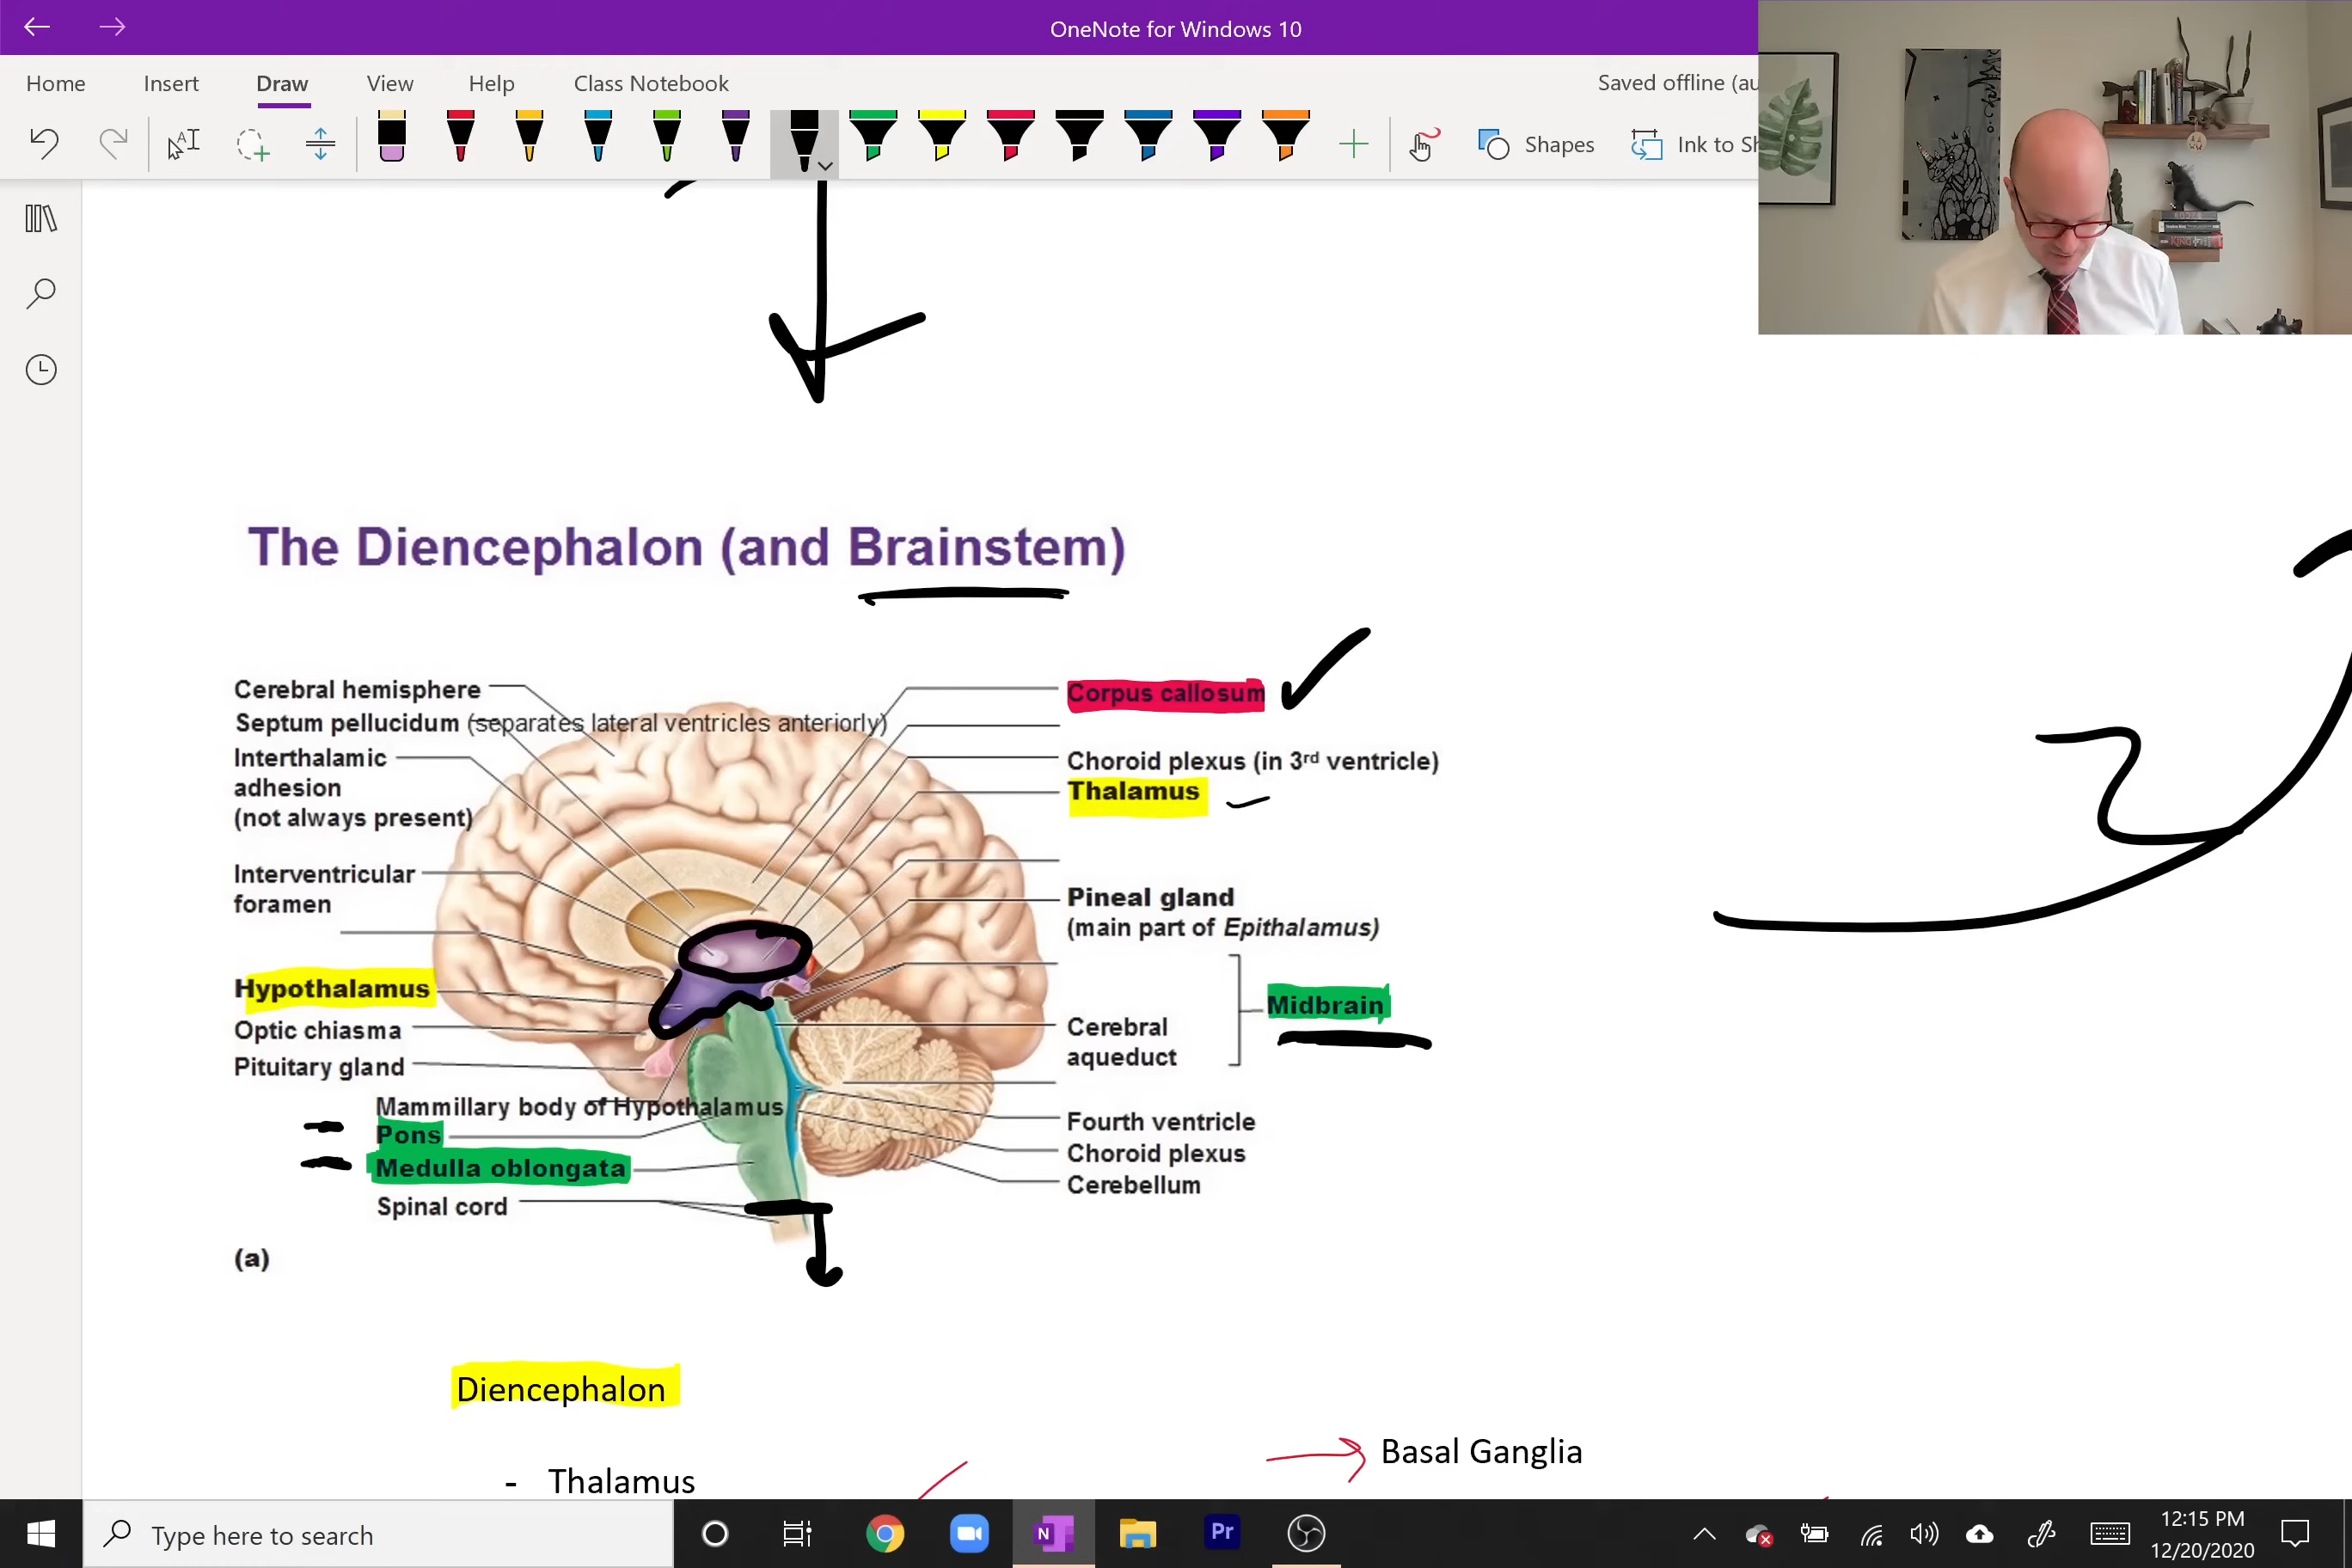 OneNote for Windows 10
Home Insert Draw View Help Class Notebook Saved offline (au
Shapes Ink to Sh
The Diencephalon (and Brainstem)
Cerebral hemisphere
Septum pellucidum (separates lateral ventricles anteriorly)
Interthalamic
adhesion
(not always present)
Interventricular
foramen
Hypothalamus
Optic chiasma
Pituitary gland
Mammillary body of Hypothalamus
Pons
Medulla oblongata
Spinal cord
(a)
Corpus callosum
Choroid plexus (in 3rd ventricle)
Thalamus
Pineal gland
(main part of Epithalamus)
Midbrain
Cerebral
aqueduct
Fourth ventricle
Choroid plexus
Cerebellum
Diencephalon
- Thalamus
Basal Ganglia
Type here to search
N
Pr
12:15 PM
12/20/2020